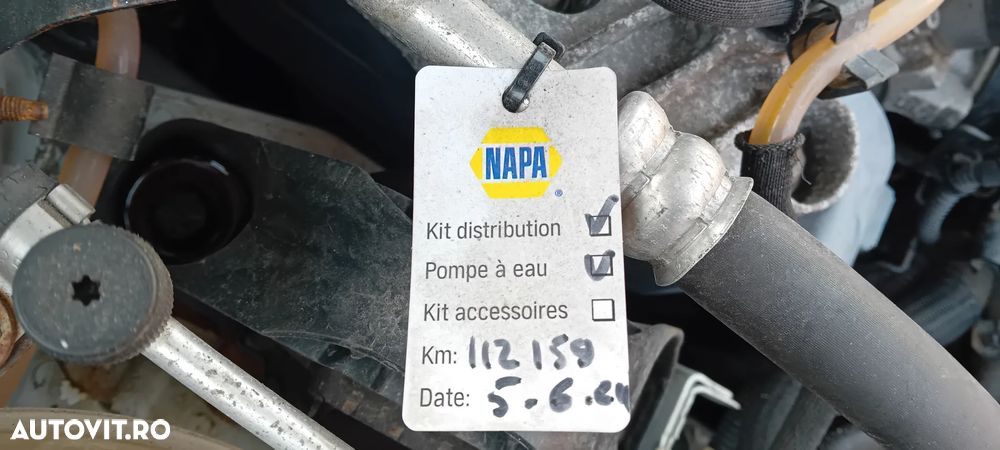 NAPA
®
Kit distribution
Pompe à eau
Kit accessoires
Km: 112 159
Date: 5.6.24
AUTOVIT.RO